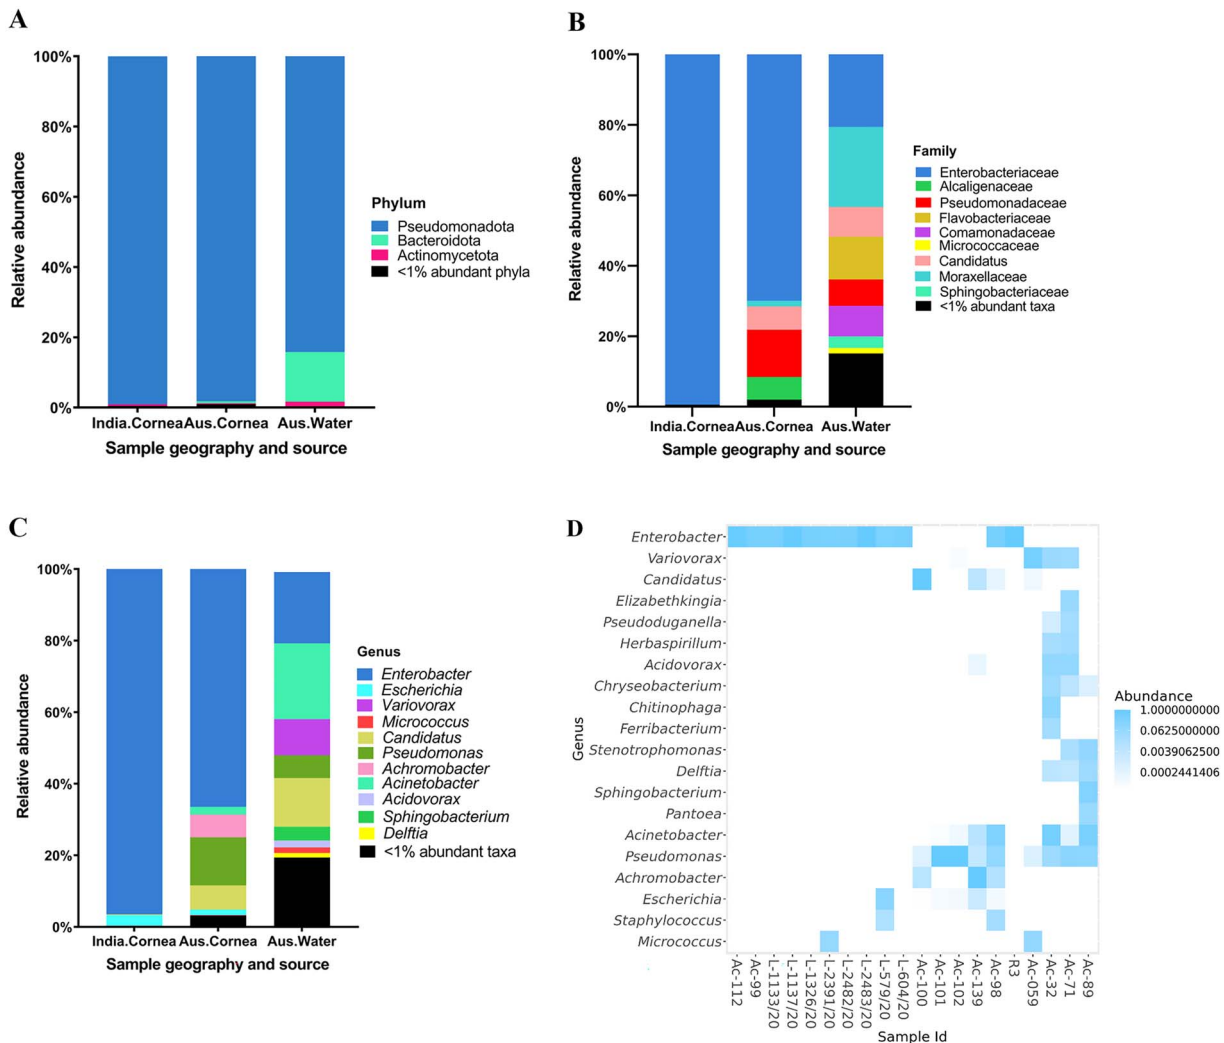 A
100%
80%
60%
40%
20%
0%
Relative abundance
India.Cornea Aus.Cornea Aus.Water
Sample geography and source
Phylum
Pseudomonadota
Bacteroidota
Actinomycetota
<1% abundant phyla
B
100%
80%
60%
40%
20%
0%
Relative abundance
India.Cornea Aus.Cornea Aus.Water
Sample geography and source
Family
Enterobacteriaceae
Alcaligenaceae
Pseudomonadaceae
Flavobacteriaceae
Comamonadaceae
Micrococcaceae
Candidatus
Moraxellaceae
Sphingobacteriaceae
<1% abundant taxa
C
100%
80%
60%
40%
20%
0%
Relative abundance
India.Cornea Aus.Cornea Aus.Water
Sample geography and source
Genus
Enterobacter
Escherichia
Variovorax
Micrococcus
Candidatus
Pseudomonas
Achromobacter
Acinetobacter
Acidovorax
Sphingobacterium
Delftia
<1% abundant taxa
D
Genus
Enterobacter
Variovorax
Candidatus
Elizabethkingia
Pseudoduganella
Herbaspirillum
Acidovorax
Chryseobacterium
Chitinophaga
Ferribacterium
Stenotrophomonas
Delftia
Sphingobacterium
Pantoea
Acinetobacter
Pseudomonas
Achromobacter
Escherichia
Staphylococcus
Micrococcus
Ac-112
Ac-99
L-1133/20
L-1137/20
L-1326/20
L-2391/20
L-2482/20
L-2483/20
L-579/20
L-604/20
Ac-100
Ac-101
Ac-102
Ac-139
Ac-98
R3
Ac-059
Ac-32
Ac-71
Ac-89
Sample Id
Abundance
1.0000000000
0.0625000000
0.0039062500
0.0002441406